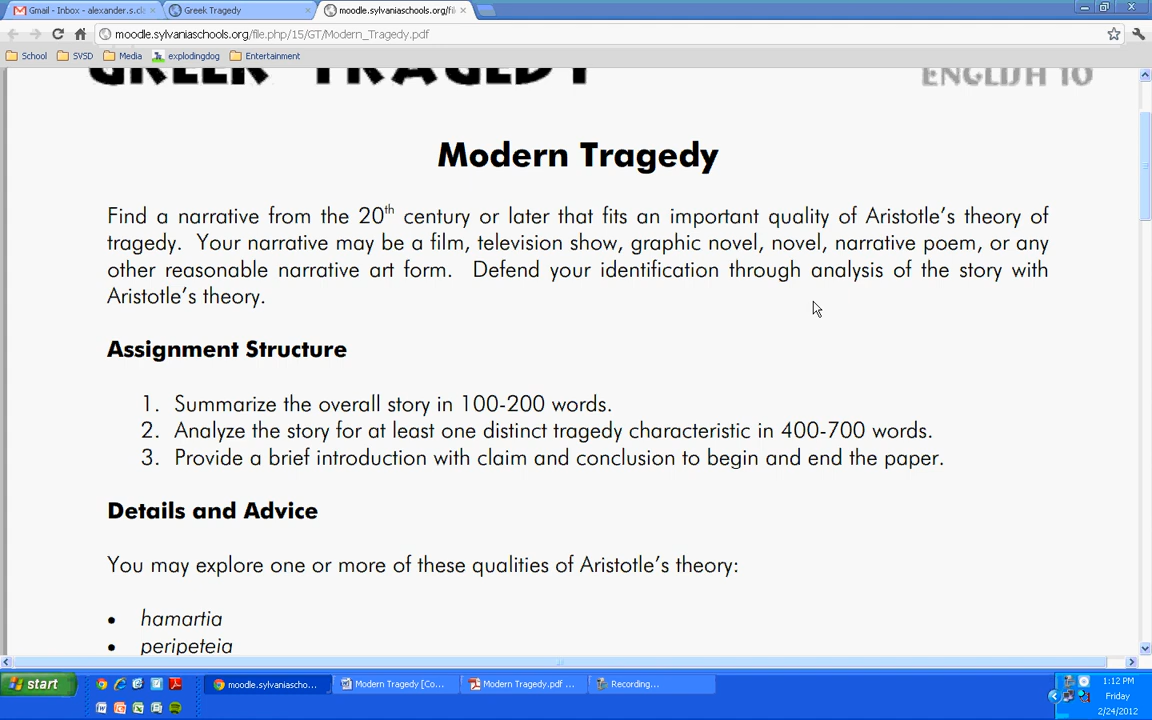 Gmail - Inbox - alexander.s.cla
Greek Tragedy
moodle.sylvaniaschools.org/fi
moodle.sylvaniaschools.org/file.php/15/GT/Modern_Tragedy.pdf
School SVSD Media explodingdog Entertainment
GREEK TRAGEDY ENGLISH 10
Modern Tragedy
Find a narrative from the 20th century or later that fits an important quality of Aristotle's theory of
tragedy. Your narrative may be a film, television show, graphic novel, novel, narrative poem, or any
other reasonable narrative art form. Defend your identification through analysis of the story with
Aristotle's theory.
Assignment Structure
1. Summarize the overall story in 100-200 words.
2. Analyze the story for at least one distinct tragedy characteristic in 400-700 words.
3. Provide a brief introduction with claim and conclusion to begin and end the paper.
Details and Advice
You may explore one or more of these qualities of Aristotle's theory:
• hamartia
• peripeteia
start
moodle.sylvaniascho...
Modern Tragedy [Co...
Modern Tragedy.pdf ...
Recording...
1:12 PM
Friday
2/24/2012